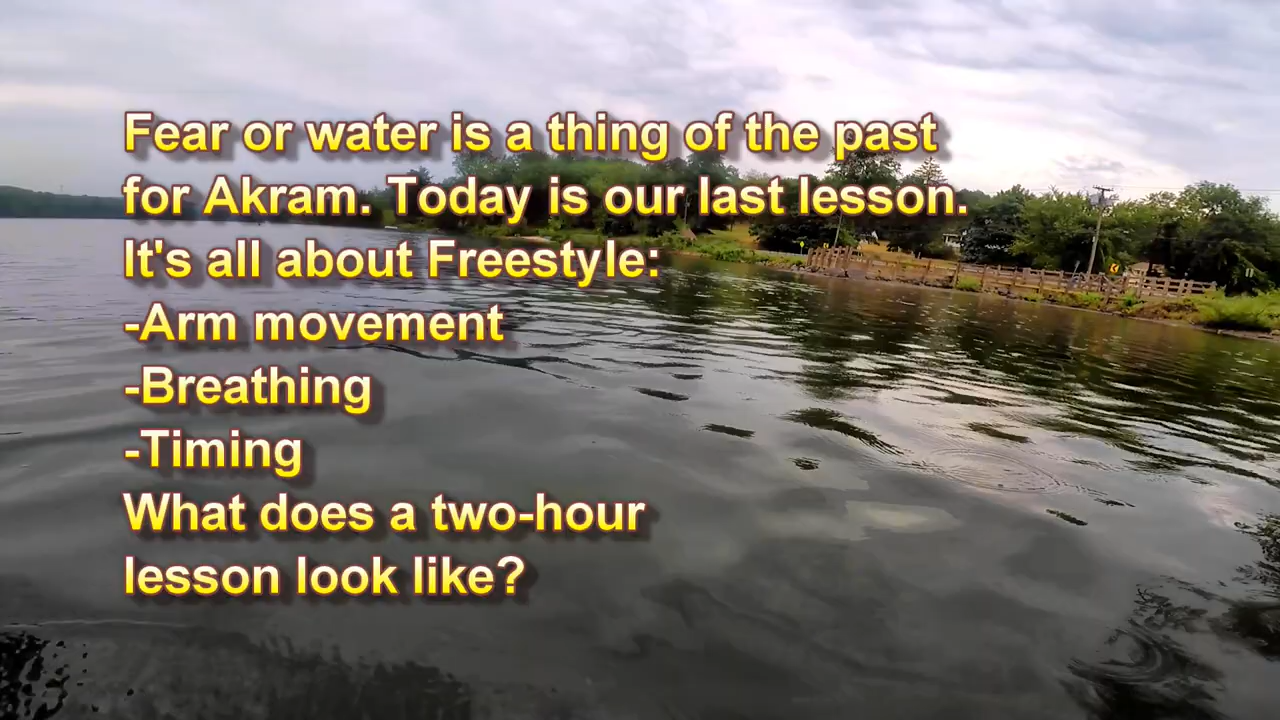 Fear or water is a thing of the past
for Akram. Today is our last lesson.
It's all about Freestyle:
-Arm movement
-Breathing
-Timing
What does a two-hour
lesson look like?